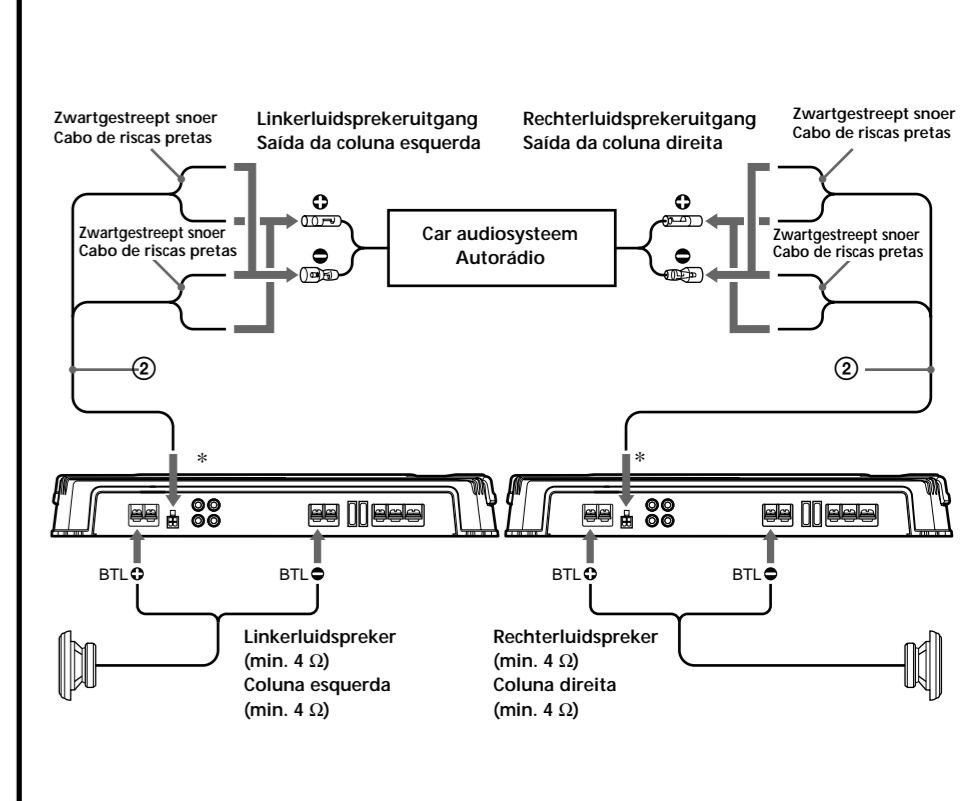 Zwartgestreept snoer
Cabo de riscas pretas
Linkerluidsprekeruitgang
Saída da coluna esquerda
Rechterluidsprekeruitgang
Saída da coluna direita
Zwartgestreept snoer
Cabo de riscas pretas
Zwartgestreept snoer
Cabo de riscas pretas
Car audiosysteem
Autorádio
Zwartgestreept snoer
Cabo de riscas pretas
②
②
*
*
BTL ⊕
BTL ⊖
BTL ⊕
BTL ⊖
Linkerluidspreker
(min. 4 Ω)
Coluna esquerda
(min. 4 Ω)
Rechterluidspreker
(min. 4 Ω)
Coluna direita
(min. 4 Ω)